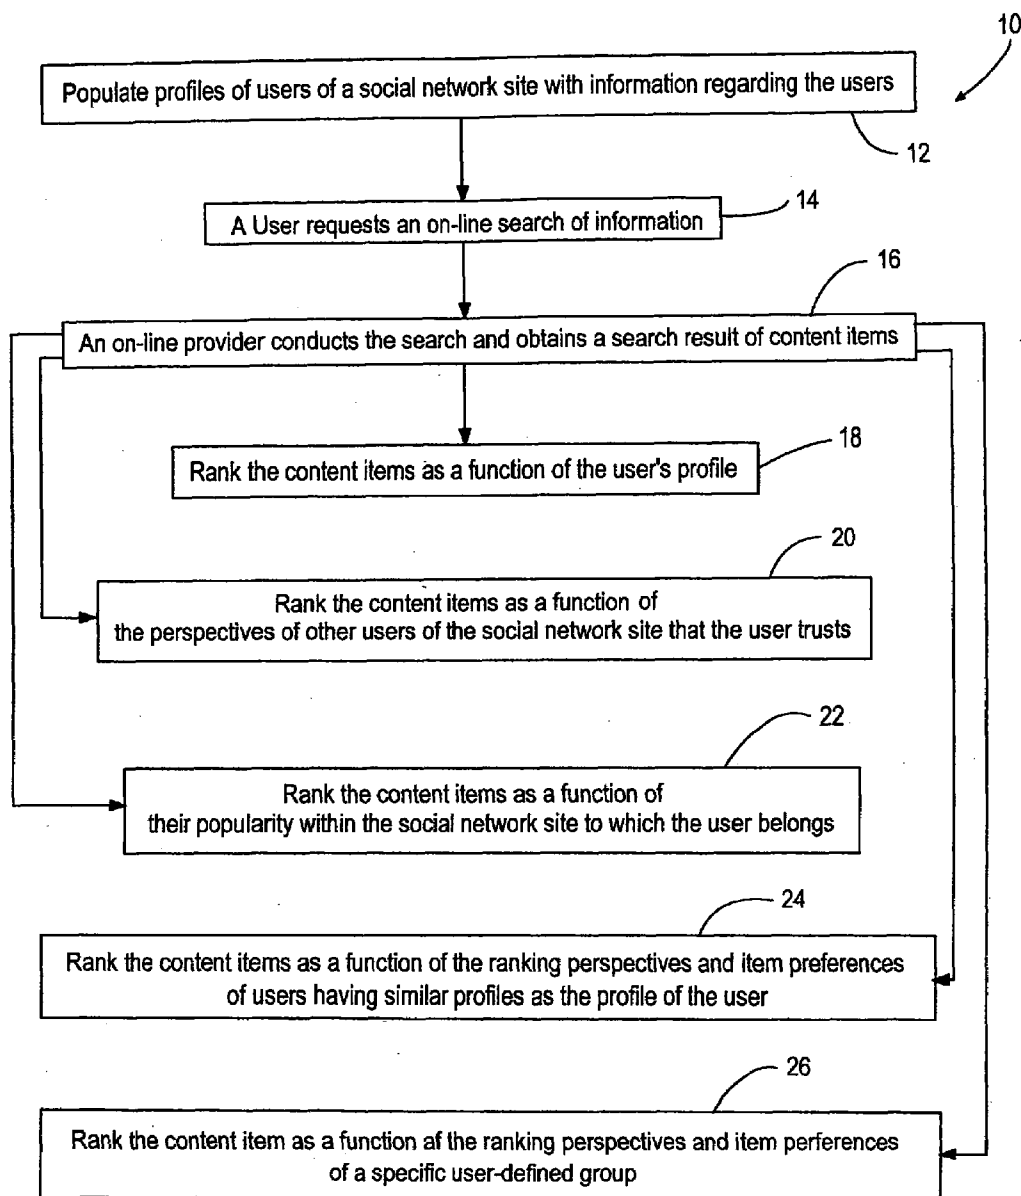 10
Populate profiles of users of a social network site with information regarding the users
12
14
A User requests an on-line search of information
16
An on-line provider conducts the search and obtains a search result of content items
18
Rank the content items as a function of the user's profile
20
Rank the content items as a function of
the perspectives of other users of the social network site that the user trusts
22
Rank the content items as a function of
their popularity within the social network site to which the user belongs
24
Rank the content items as a function of the ranking perspectives and item preferences
of users having similar profiles as the profile of the user
26
Rank the content item as a function af the ranking perspectives and item perferences
of a specific user-defined group